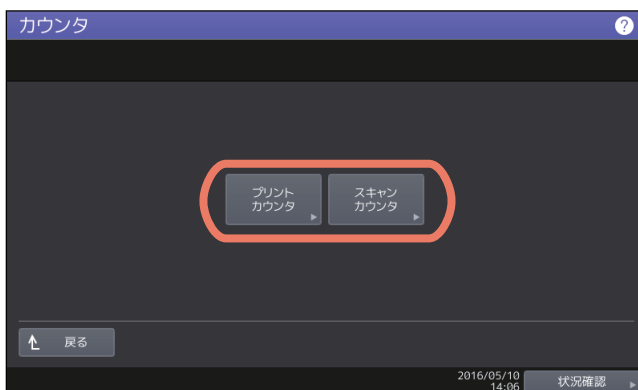 カウンタ
?
プリント
カウンタ
スキャン
カウンタ
戻る
2016/05/10
14:06
状況確認